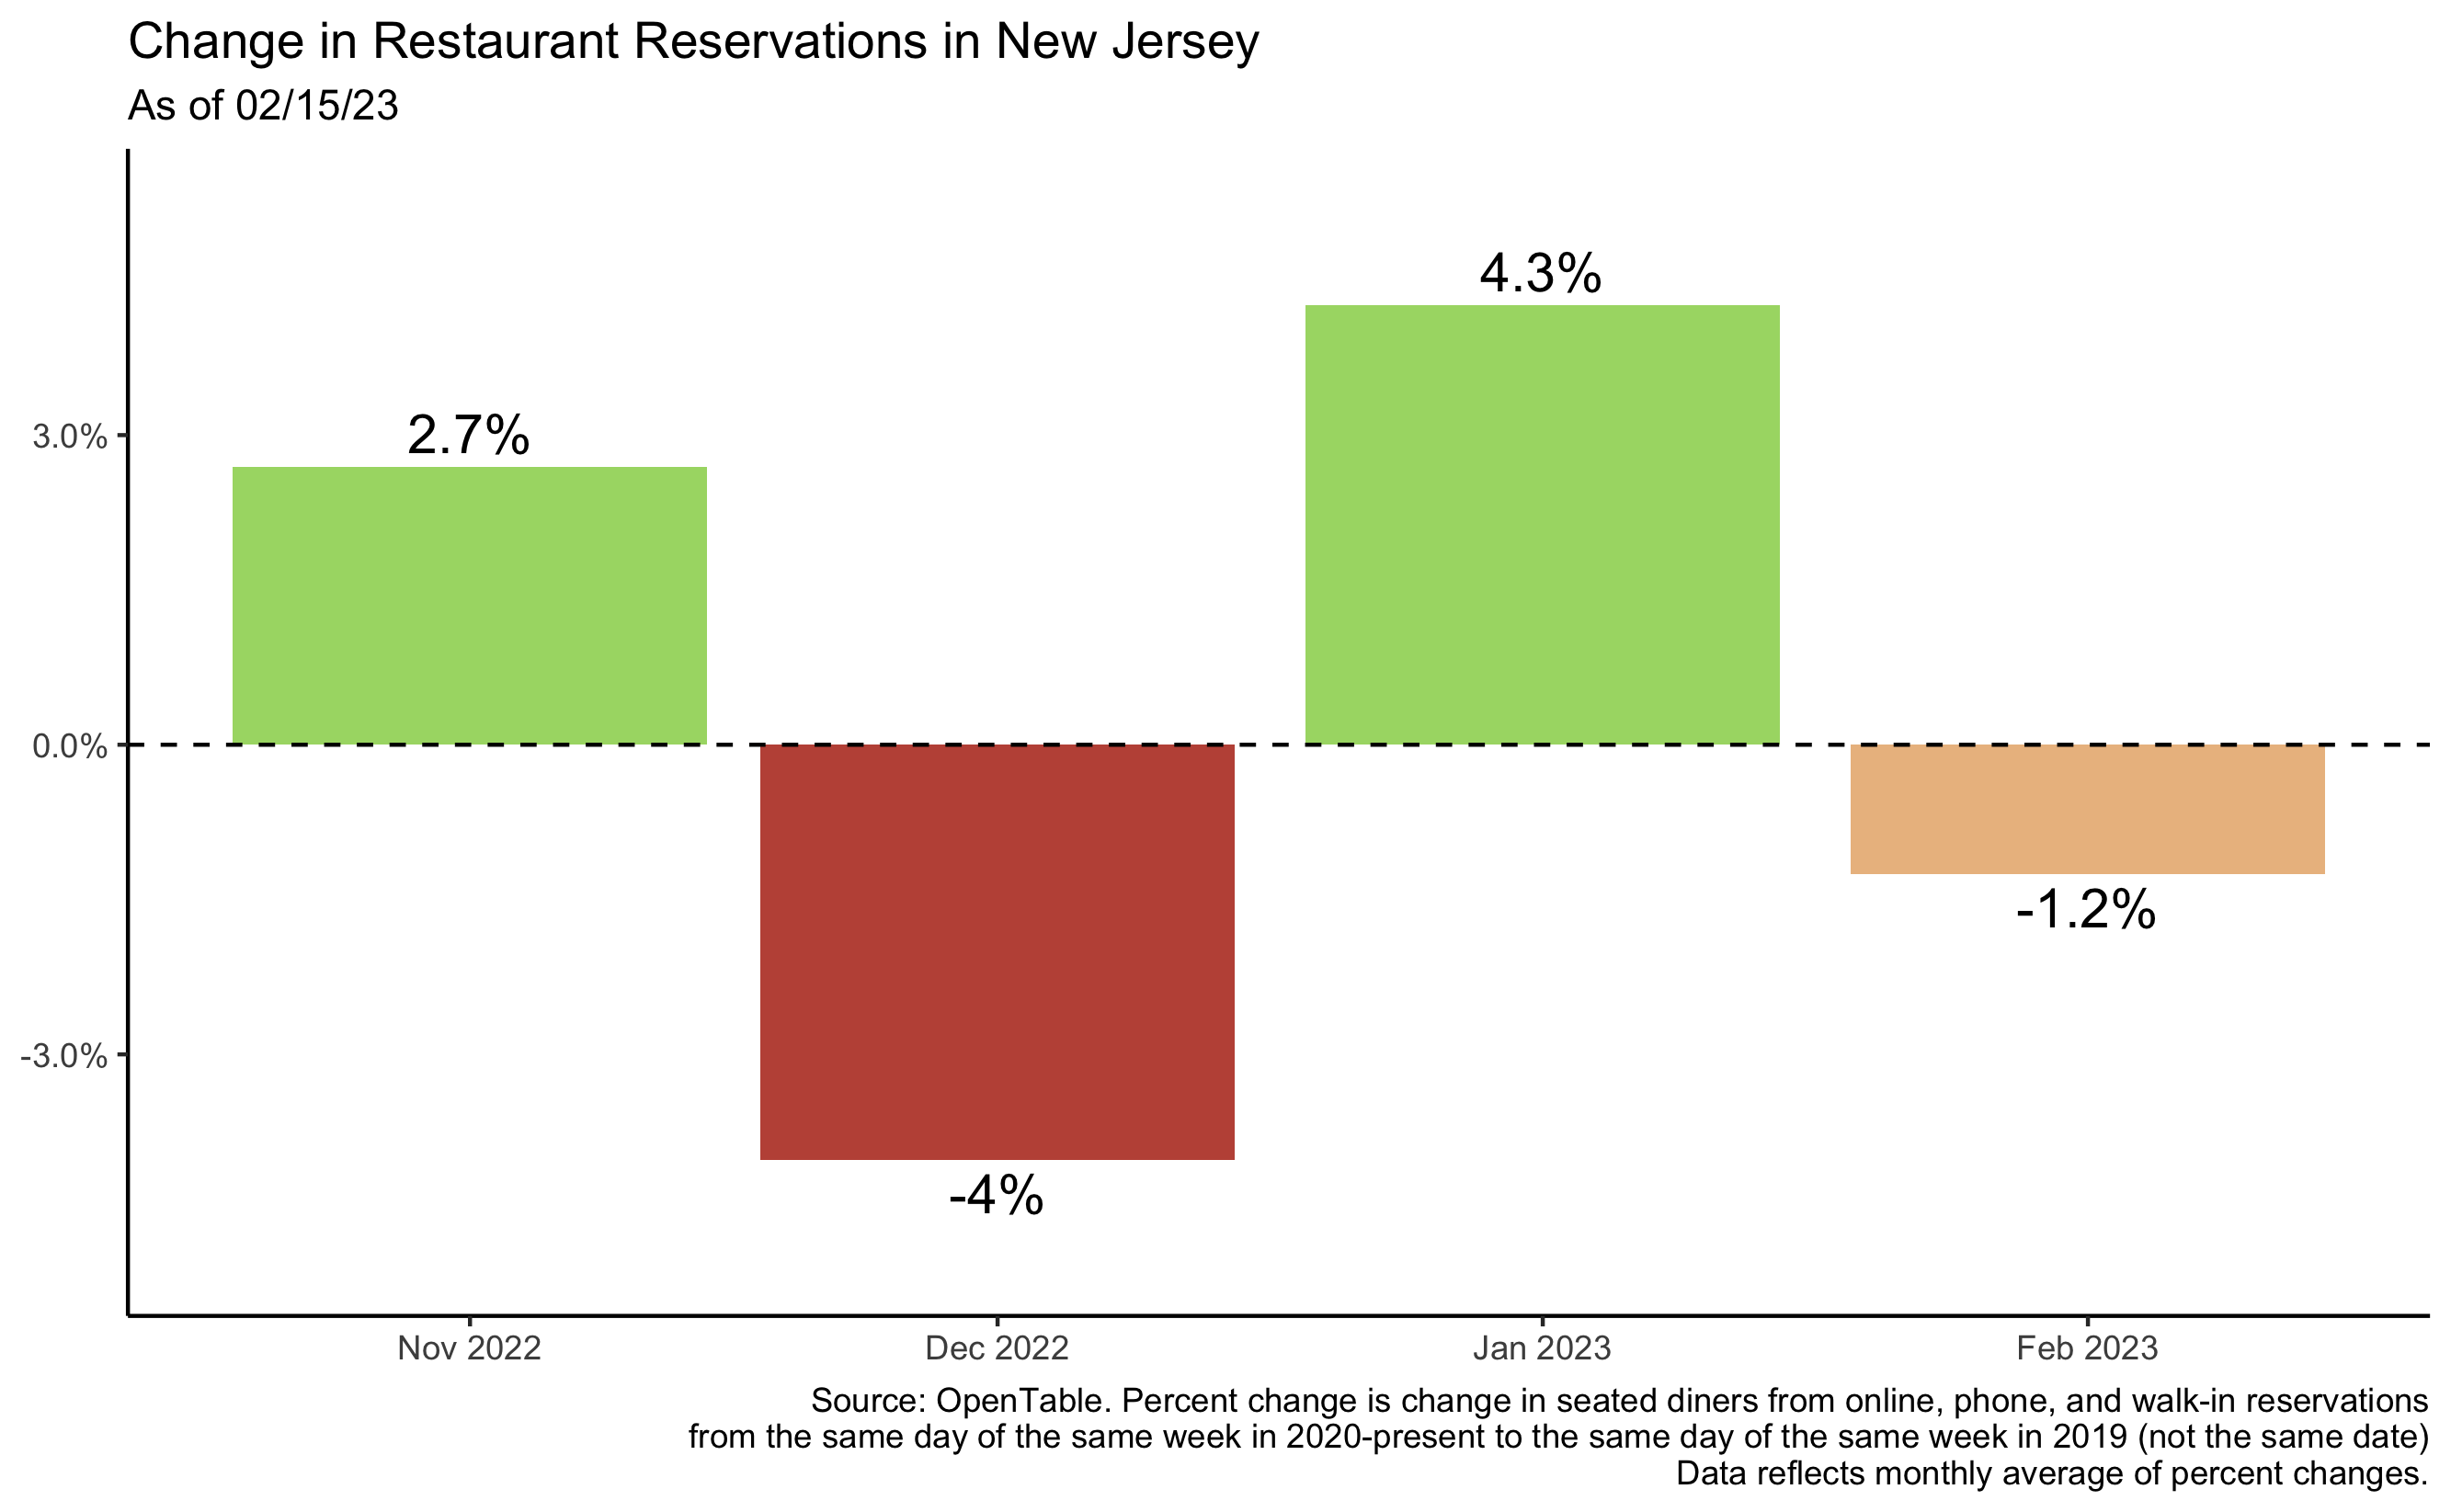 Change in Restaurant Reservations in New Jersey
As of 02/15/23
4.3%
2.7%
3.0%
0.0%
-1.2%
-3.0%
-4%
Nov 2022
Dec 2022
Jan 2023
Feb 2023
Source: OpenTable. Percent change is change in seated diners from online, phone, and walk-in reservations
from the same day of the same week in 2020-present to the same day of the same week in 2019 (not the same date)
Data reflects monthly average of percent changes.